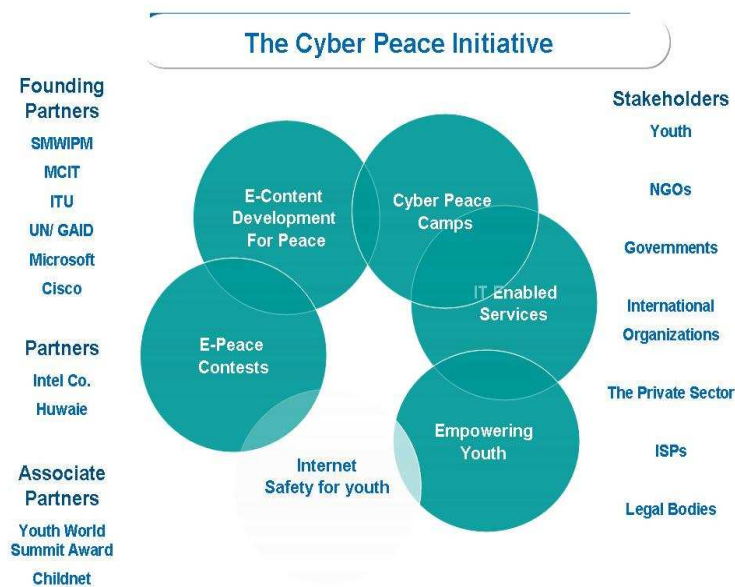 The Cyber Peace Initiative
Founding
Partners
SMWIPM
MCIT
ITU
UN/ GAID
Microsoft
Cisco
Partners
Intel Co.
Huwaie
Associate
Partners
Youth World
Summit Award
Childnet
E-Content
Development
For Peace
Cyber Peace
Camps
IT Enabled
Services
E-Peace
Contests
Empowering
Youth
Internet
Safety for youth
Stakeholders
Youth
NGOs
Governments
International
Organizations
The Private Sector
ISPs
Legal Bodies